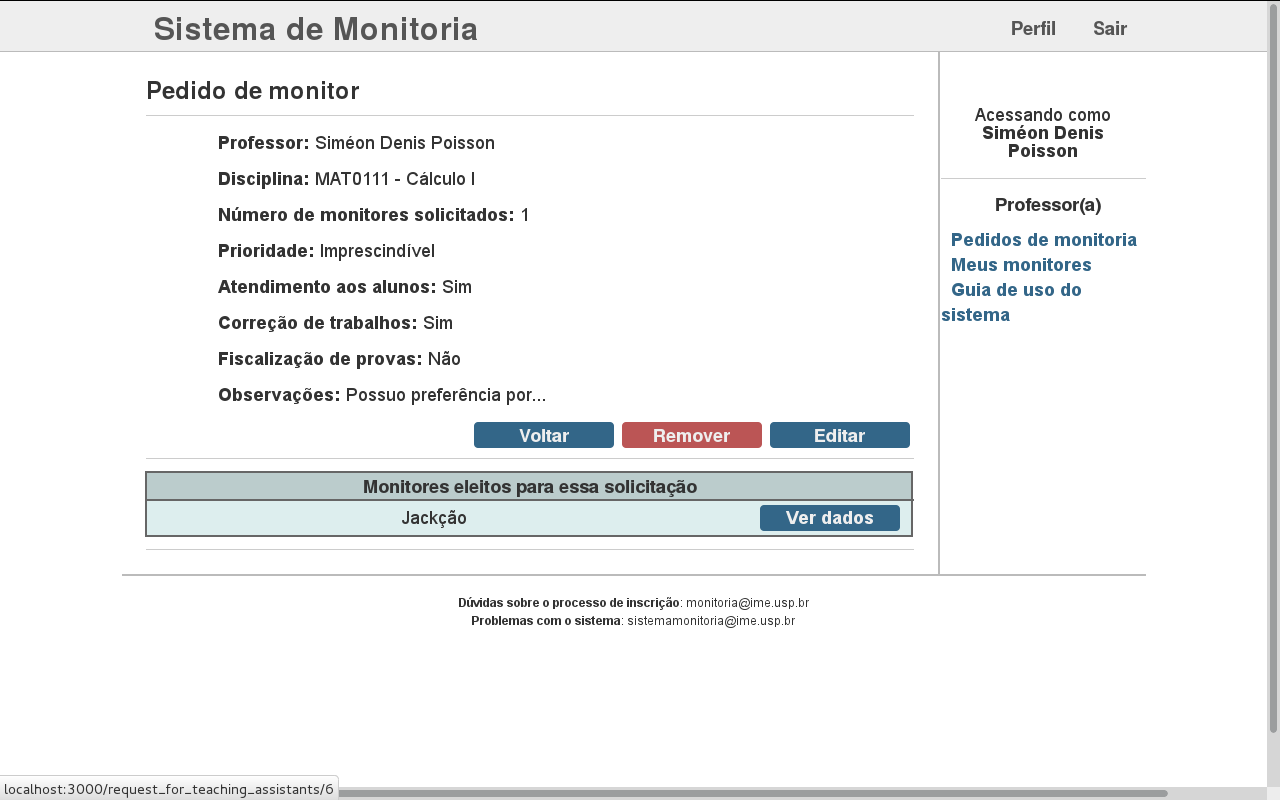 Sistema de Monitoria
Perfil
Sair
Pedido de monitor
Professor: Siméon Denis Poisson
Disciplina: MAT0111 - Cálculo I
Número de monitores solicitados: 1
Prioridade: Imprescindível
Atendimento aos alunos: Sim
Correção de trabalhos: Sim
Fiscalização de provas: Não
Observações: Possuo preferência por...
Voltar
Remover
Editar
Monitores eleitos para essa solicitação
Jackção
Ver dados
Acessando como
Siméon Denis
Poisson
Professor(a)
Pedidos de monitoria
Meus monitores
Guia de uso do
sistema
Dúvidas sobre o processo de inscrição: monitoria@ime.usp.br
Problemas com o sistema: sistemamonitoria@ime.usp.br
localhost:3000/request_for_teaching_assistants/6